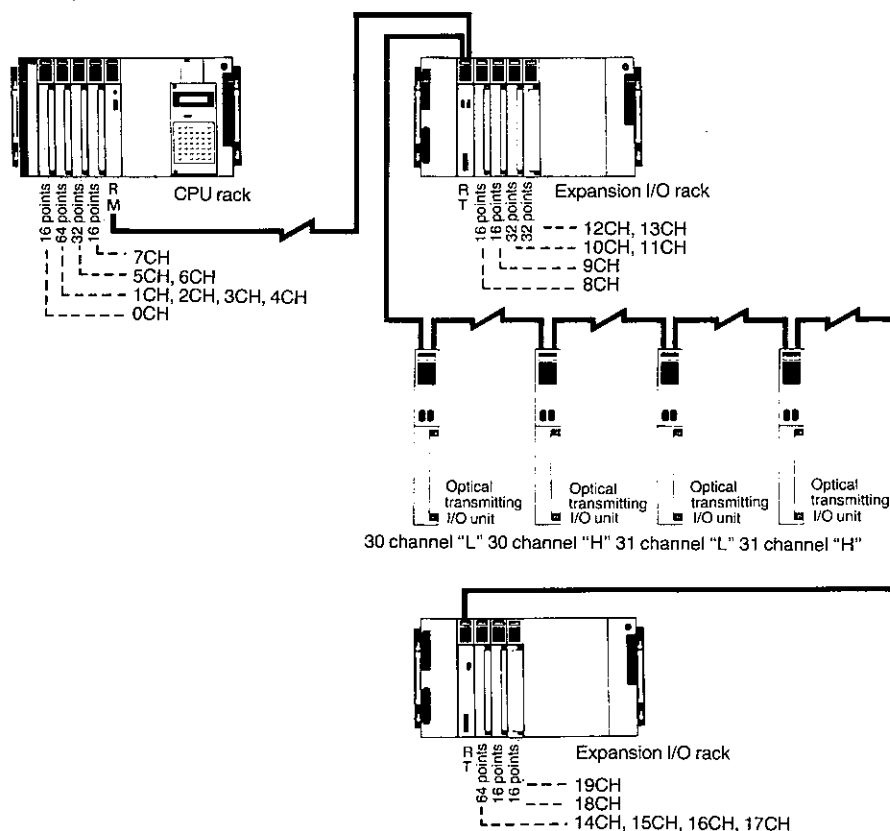 CPU rack
16 points
64 points
32 points
16 points
RM
7CH
5CH, 6CH
1CH, 2CH, 3CH, 4CH
0CH
Expansion I/O rack
RT
16 points
16 points
32 points
32 points
12CH, 13CH
10CH, 11CH
9CH
8CH
Optical
transmitting
I/O unit
Optical
transmitting
I/O unit
Optical
transmitting
I/O unit
Optical
transmitting
I/O unit
30 channel “L” 30 channel “H” 31 channel “L” 31 channel “H”
Expansion I/O rack
RT
64 points
16 points
16 points
19CH
18CH
14CH, 15CH, 16CH, 17CH